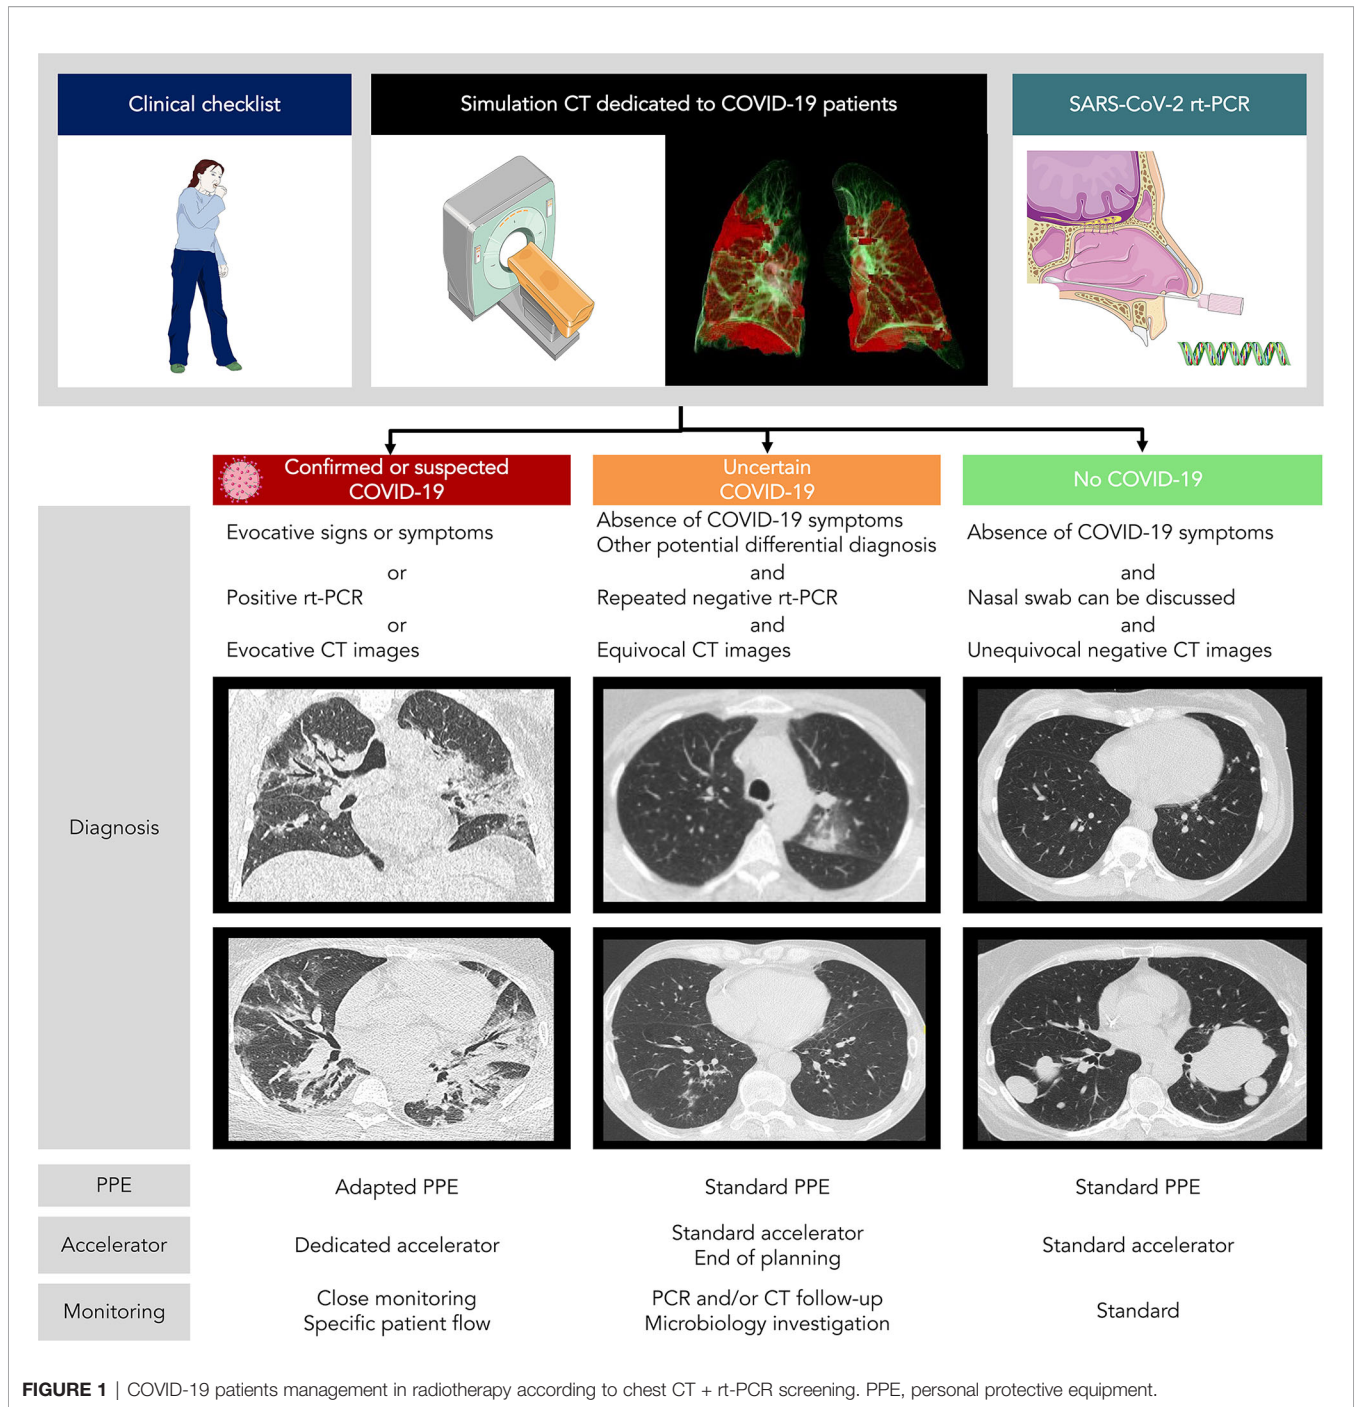 Clinical checklist
Simulation CT dedicated to COVID-19 patients
SARS-CoV-2 rt-PCR
Confirmed or suspected
COVID-19
Uncertain
COVID-19
No COVID-19
Diagnosis
Evocative signs or symptoms
or
Positive rt-PCR
or
Evocative CT images
Absence of COVID-19 symptoms
Other potential differential diagnosis
and
Repeated negative rt-PCR
and
Equivocal CT images
Absence of COVID-19 symptoms
and
Nasal swab can be discussed
and
Unequivocal negative CT images
PPE
Adapted PPE
Standard PPE
Standard PPE
Accelerator
Dedicated accelerator
Standard accelerator
End of planning
Standard accelerator
Monitoring
Close monitoring
Specific patient flow
PCR and/or CT follow-up
Microbiology investigation
Standard
FIGURE 1 | COVID-19 patients management in radiotherapy according to chest CT + rt-PCR screening. PPE, personal protective equipment.